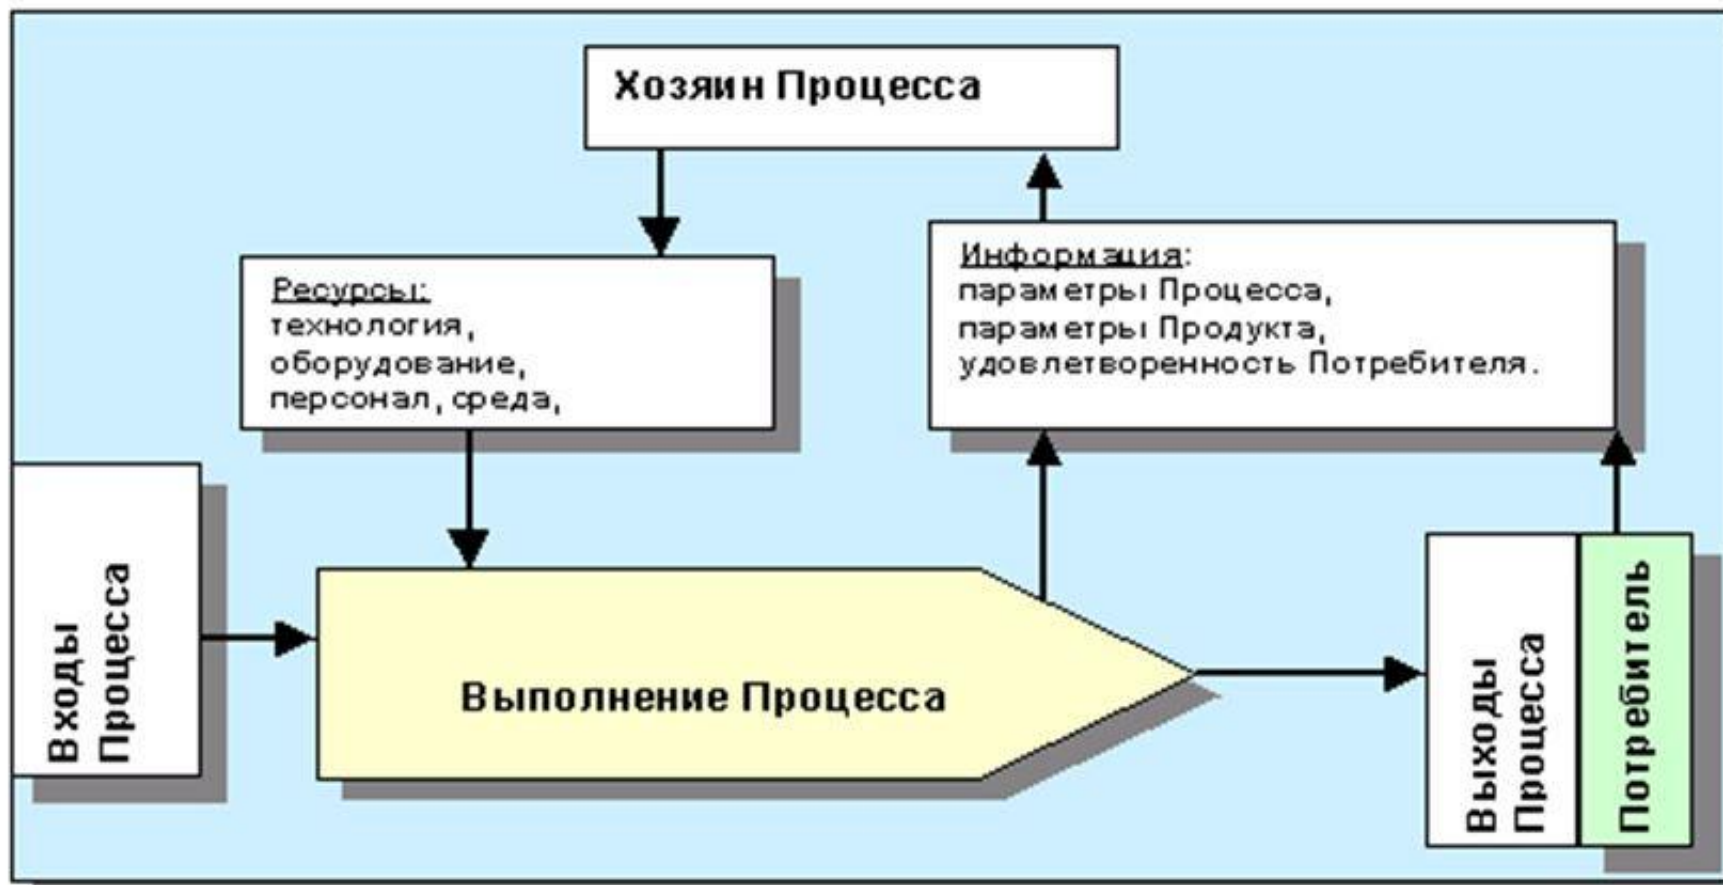 Хозяин Процесса
Ресурсы:
технология,
оборудование,
персонал, среда,
Информация:
параметры Процесса,
параметры Продукта,
удовлетворенность Потребителя.
Входы
Процесса
Выполнение Процесса
Выходы
Процесса
Потребитель